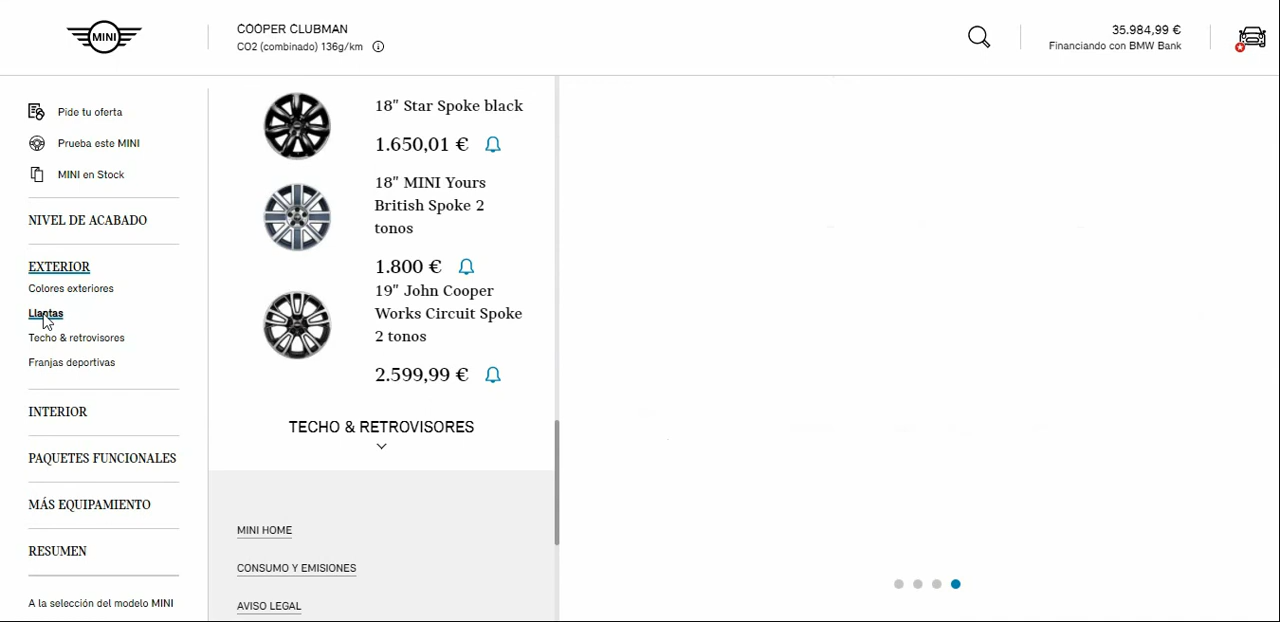 MINI
COOPER CLUBMAN
CO2 (combinado) 136g/km
35.984,99 €
Financiando con BMW Bank
Pide tu oferta
Prueba este MINI
MINI en Stock
NIVEL DE ACABADO
EXTERIOR
Colores exteriores
Llantas
Techo & retrovisores
Franjas deportivas
INTERIOR
PAQUETES FUNCIONALES
MÁS EQUIPAMIENTO
RESUMEN
A la selección del modelo MINI
18" Star Spoke black
1.650,01 €
18" MINI Yours
British Spoke 2
tonos
1.800 €
19" John Cooper
Works Circuit Spoke
2 tonos
2.599,99 €
TECHO & RETROVISORES
MINI HOME
CONSUMO Y EMISIONES
AVISO LEGAL